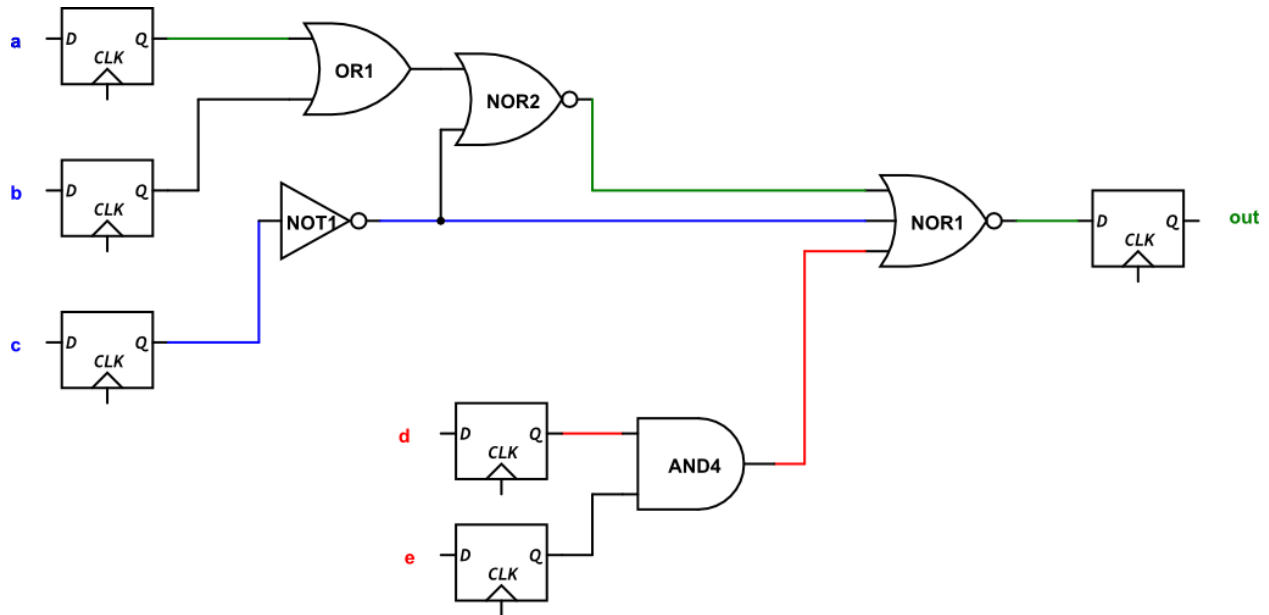 a
D Q
CLK
OR1
NOR2
b
D Q
CLK
NOT1
NOR1
D Q
CLK
out
c
D Q
CLK
d
D Q
CLK
AND4
e
D Q
CLK